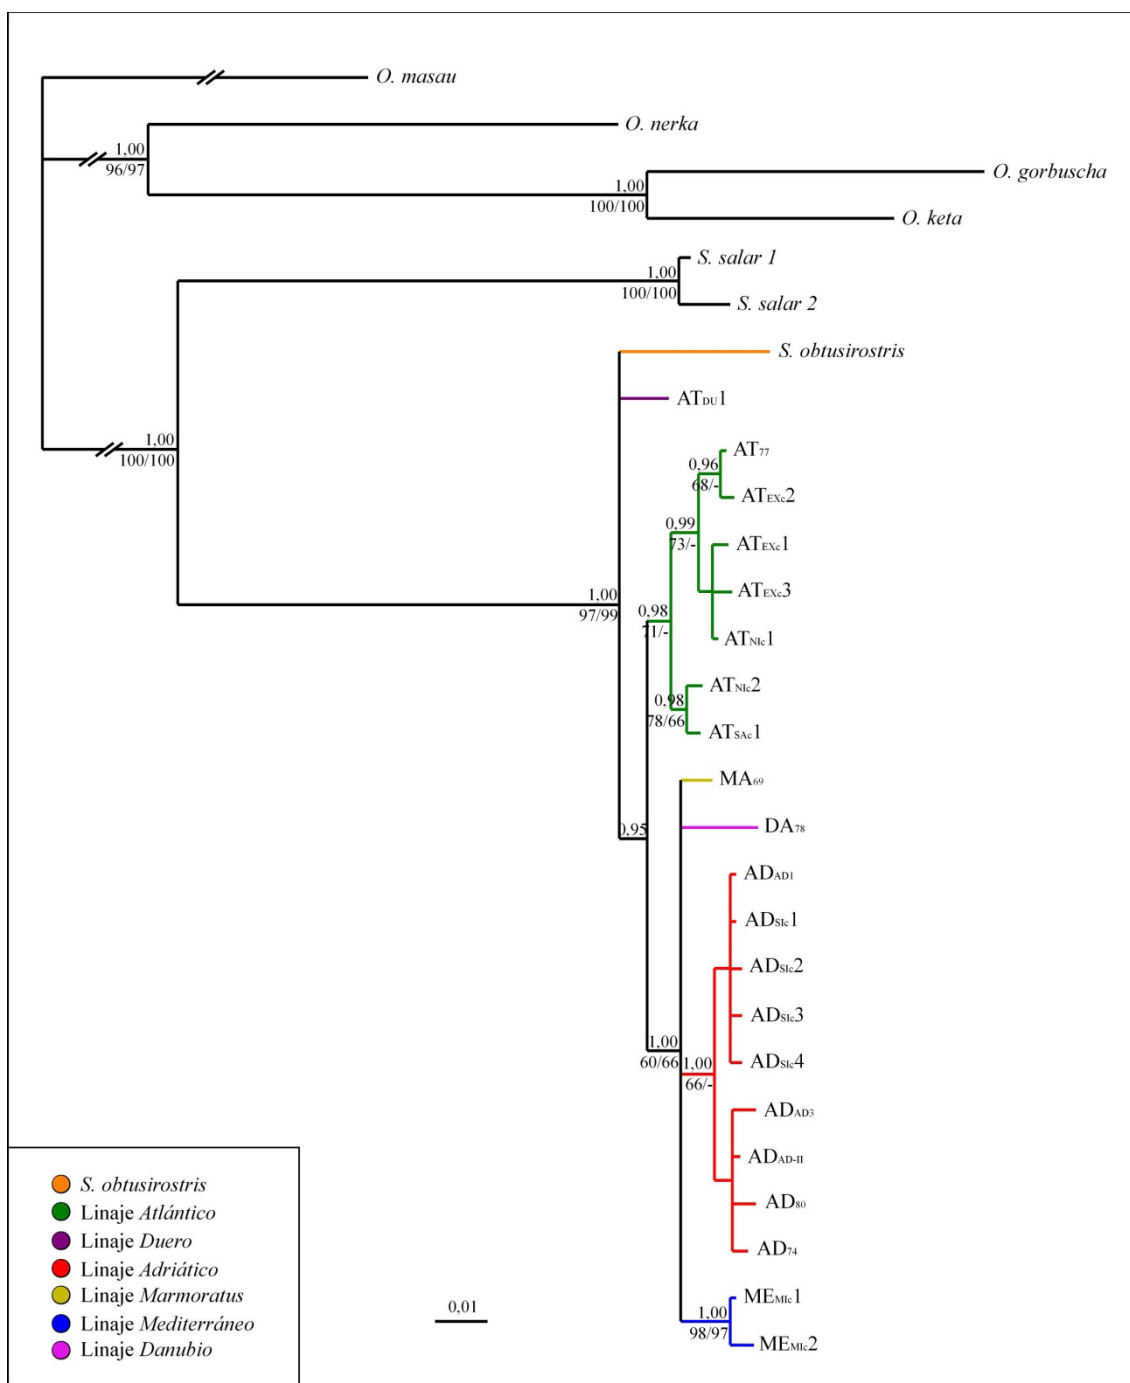 O. masau
O. nerka
1,00
96/97
O. gorbuscha
1,00
100/100
O. keta
S. salar 1
1,00
100/100
S. salar 2
S. obtusirostris
ATDU1
1,00
100/100
AT77
0,96
68/-
ATEXc2
0,99
73/-
ATEXc1
ATEXc3
1,00
97/99
0,98
71/-
ATNIc1
ATNIc2
0,98
78/66
ATSAc1
MA69
0,95
DA78
ADAD1
ADSIc1
ADSIc2
ADSIc3
1,00
60/66
1,00
66/-
ADSIc4
ADAD3
ADAD-II
AD80
AD74
MEMIc1
1,00
98/97
MEMIc2
0,01
S. obtusirostris
Linaje Atlántico
Linaje Duero
Linaje Adriático
Linaje Marmoratus
Linaje Mediterráneo
Linaje Danubio